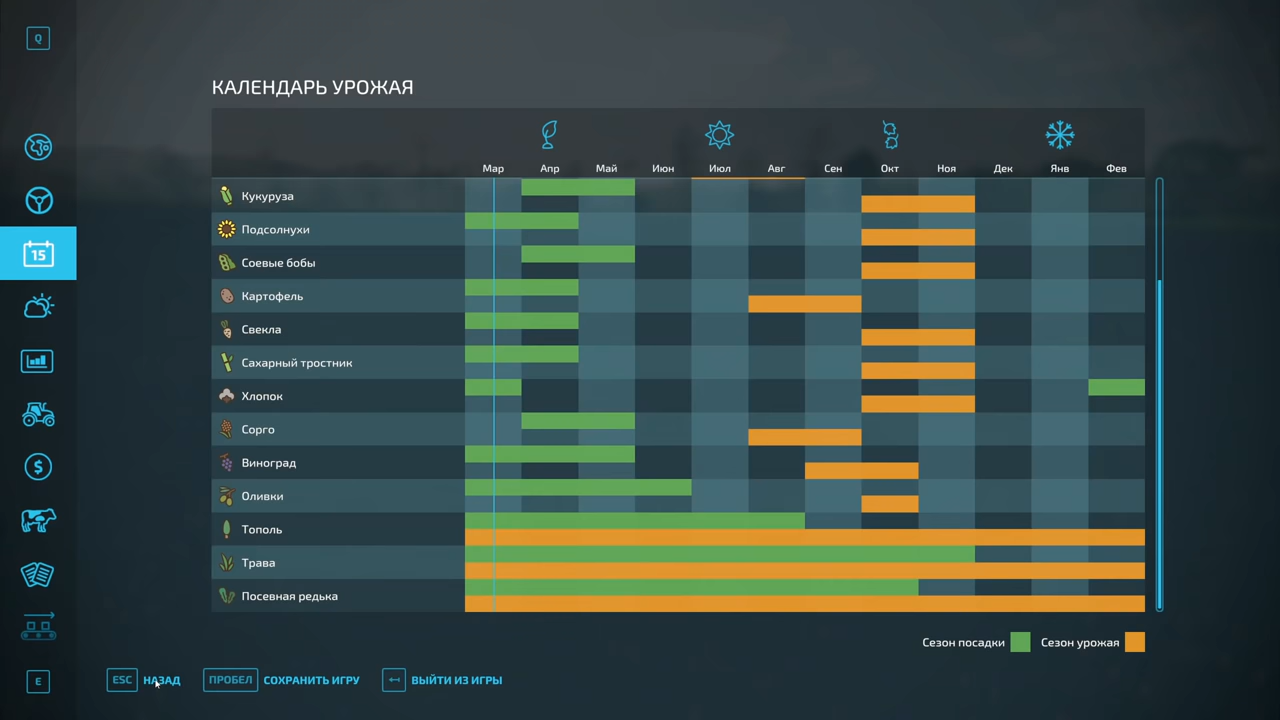 Q
КАЛЕНДАРЬ УРОЖАЯ
Мар Апр Май Июн Июл Авг Сен Окт Ноя Дек Янв Фев
Кукуруза
Подсолнухи
15
Соевые бобы
Картофель
Свекла
Сахарный тростник
Хлопок
Сорго
Виноград
Оливки
Тополь
Трава
Посевная редька
Сезон посадки Сезон урожая
E
ESC НАЗАД ПРОБЕЛ СОХРАНИТЬ ИГРУ ВЫЙТИ ИЗ ИГРЫ